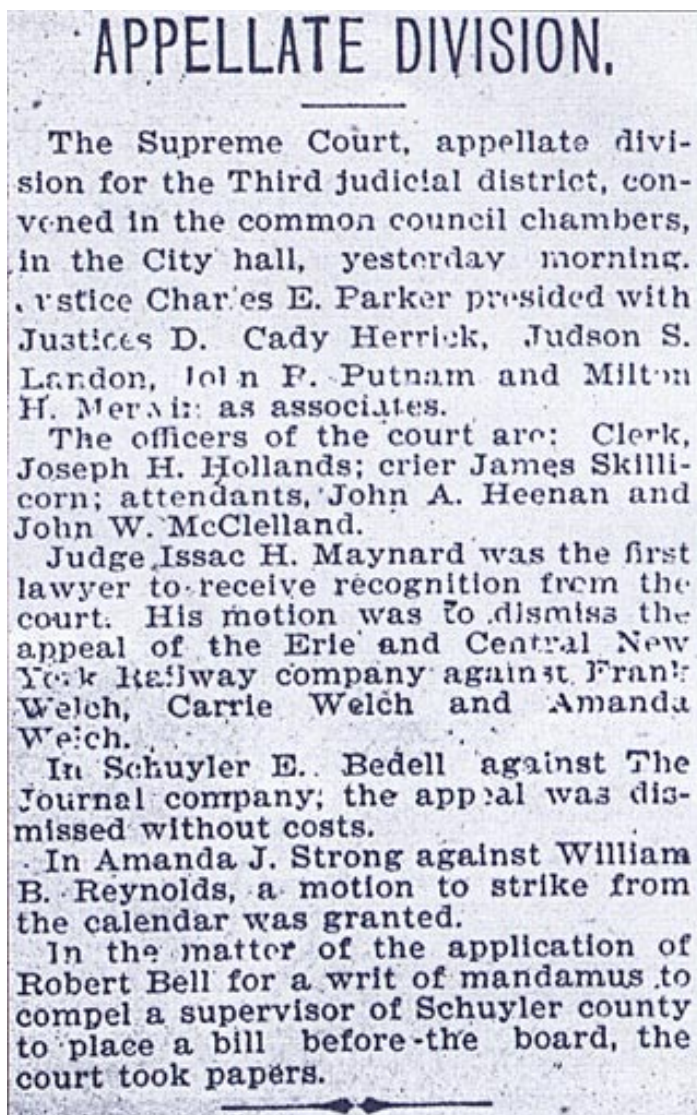 APPELLATE DIVISION.
The Supreme Court, appellate divi-
sion for the Third judicial district, con-
vened in the common council chambers,
in the City hall, yesterday morning.
Justice Charles E. Parker presided with
Justices D. Cady Herrick, Judson S.
Landon, John P. Putnam and Milton
H. Merwin as associates.
The officers of the court are: Clerk,
Joseph H. Hollands; crier James Skilli-
corn; attendants, John A. Heenan and
John W. McClelland.
Judge Issac H. Maynard was the first
lawyer to receive recognition from the
court. His motion was to dismiss the
appeal of the Erie and Central New
York Railway company against Frank
Welch, Carrie Welch and Amanda
Welch.
In Schuyler E. Bedell against The
Journal company; the appeal was dis-
missed without costs.
In Amanda J. Strong against William
B. Reynolds, a motion to strike from
the calendar was granted.
In the matter of the application of
Robert Bell for a writ of mandamus to
compel a supervisor of Schuyler county
to place a bill before the board, the
court took papers.